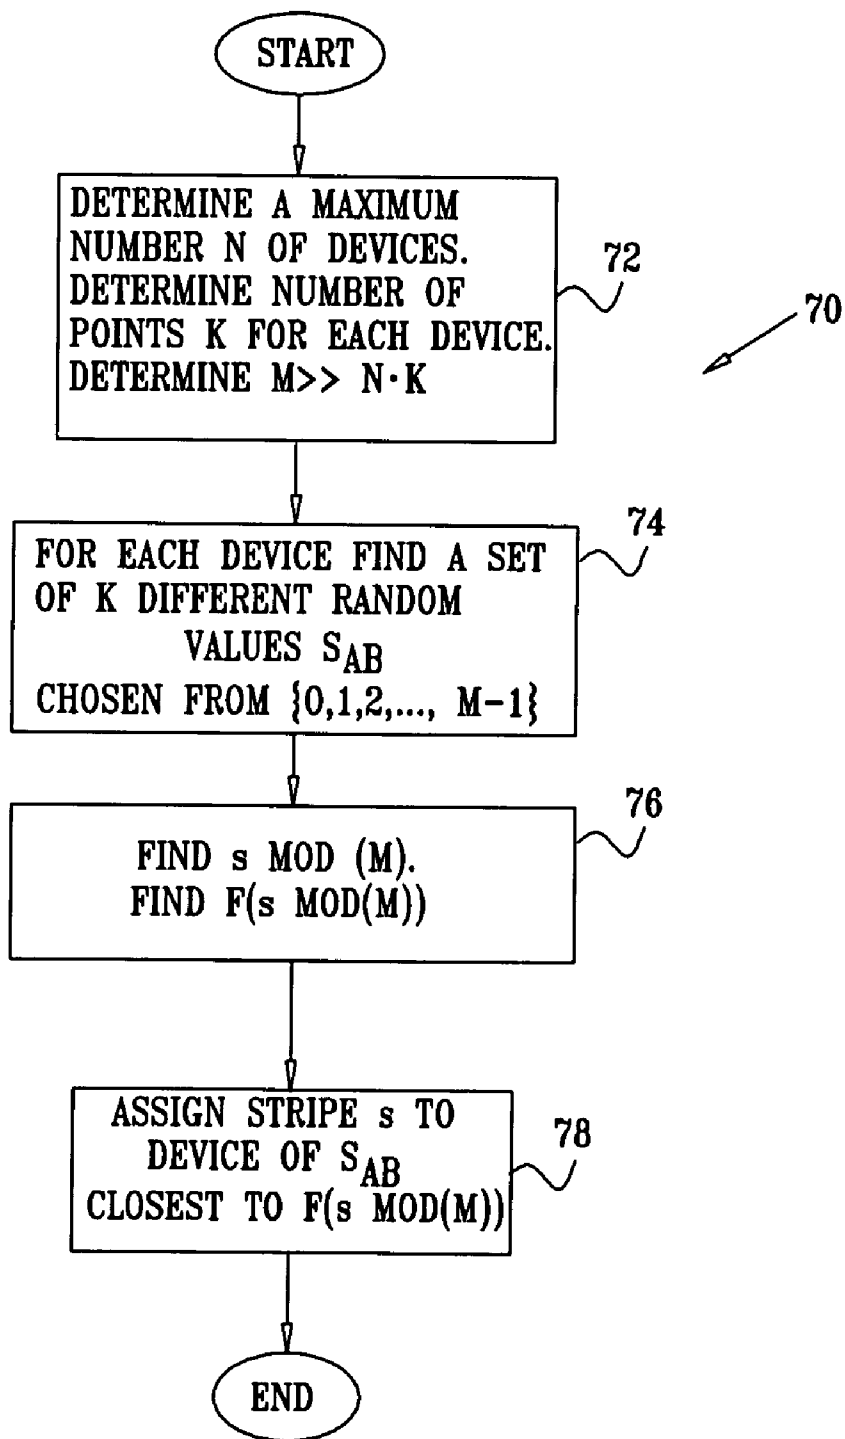 START
DETERMINE A MAXIMUM
NUMBER N OF DEVICES.
DETERMINE NUMBER OF
POINTS K FOR EACH DEVICE.
DETERMINE M>> N·K
72
70
FOR EACH DEVICE FIND A SET
OF K DIFFERENT RANDOM
VALUES S_AB
CHOSEN FROM {0,1,2,..., M-1}
74
FIND s MOD (M).
FIND F(s MOD(M))
76
ASSIGN STRIPE s TO
DEVICE OF S_AB
CLOSEST TO F(s MOD(M))
78
END